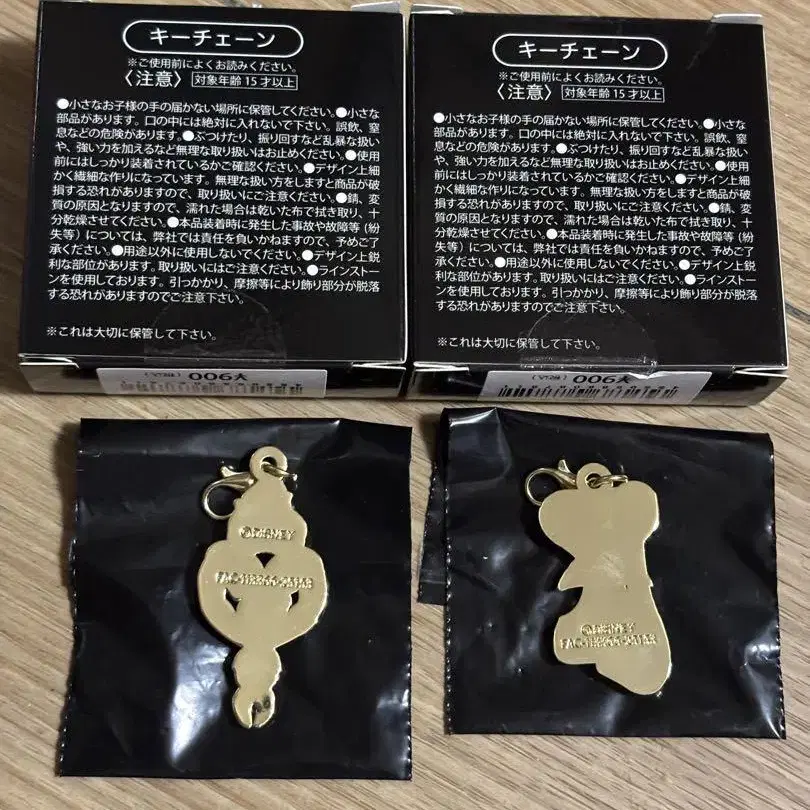 キーチェーン
※ご使用前によくお読みください。
〈注意〉 対象年齢 15 才以上
●小さなお子様の手の届かない場所に保管してください。●小さな
部品があります。口の中には絶対に入れないで下さい。誤飲、窒
息などの危険があります。●ぶつけたり、振り回すなど乱暴な扱い
や、強い力を加えるなど無理な取り扱いはお止めください。●使用
前にはしっかり装着されているかご確認ください。●デザイン上細
かく繊細な作りになっています。無理な扱い方をしますと商品が破
損する恐れがありますので、取り扱いにご注意ください。●錆、変
質の原因となりますので、濡れた場合は乾いた布で拭き取り、十
分乾燥させてください。●本品装着時に発生した事故や故障等（紛
失等）については、弊社では責任を負いかねますので、予めご了
承ください。●用途以外に使用しないでください。●デザイン上鋭
利な部位があります。取り扱いにはご注意ください。●ラインストー
ンを使用しております。引っかかり、摩擦等により飾り部分が脱落
する恐れがありますのでご注意下さい。
※これは大切に保管して下さい。
006大
キーチェーン
※ご使用前によくお読みください。
〈注意〉 対象年齢 15 才以上
●小さなお子様の手の届かない場所に保管してください。●小さな
部品があります。口の中には絶対に入れないで下さい。誤飲、窒
息などの危険があります。●ぶつけたり、振り回すなど乱暴な扱い
や、強い力を加えるなど無理な取り扱いはお止めください。●使用
前にはしっかり装着されているかご確認ください。●デザイン上細
かく繊細な作りになっています。無理な扱い方をしますと商品が破
損する恐れがありますので、取り扱いにご注意ください。●錆、変
質の原因となりますので、濡れた場合は乾いた布で拭き取り、十
分乾燥させてください。●本品装着時に発生した事故や故障等（紛
失等）については、弊社では責任を負いかねますので、予めご了
承ください。●用途以外に使用しないでください。●デザイン上鋭
利な部位があります。取り扱いにはご注意ください。●ラインストー
ンを使用しております。引っかかり、摩擦等により飾り部分が脱落
する恐れがありますのでご注意下さい。
※これは大切に保管して下さい。
006大
©DISNEY
©DISNEY